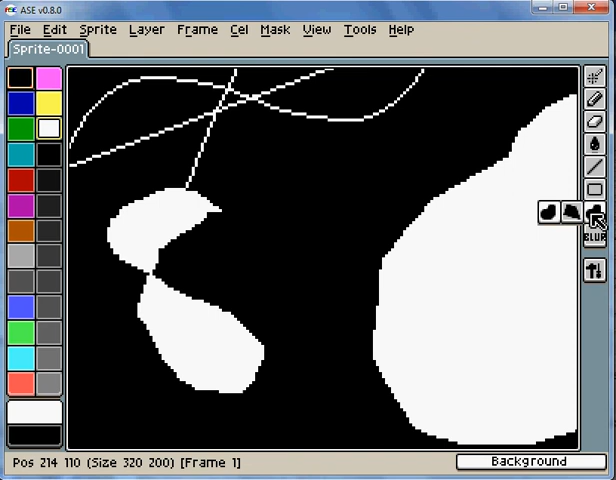 ASE v0.8.0
File Edit Sprite Layer Frame Cel Mask View Tools Help
Sprite-0001
BLUR
Pos 214 110 (Size 320 200) [Frame 1]
Background